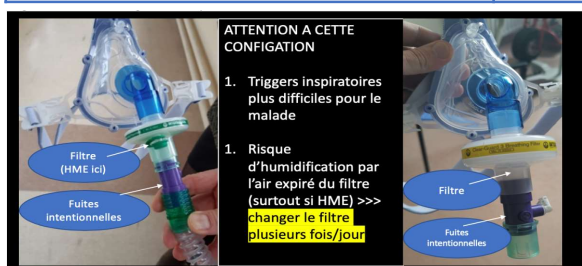 ATTENTION A CETTE
CONFIGATION
1. Triggers inspiratoires
plus difficiles pour le
malade
1. Risque
d'humidification par
l'air expiré du filtre
(surtout si HME) >>>
changer le filtre
plusieurs fois/jour
Filtre
(HME ici)
Fuites
intentionnelles
Filtre
Fuites
intentionnelles